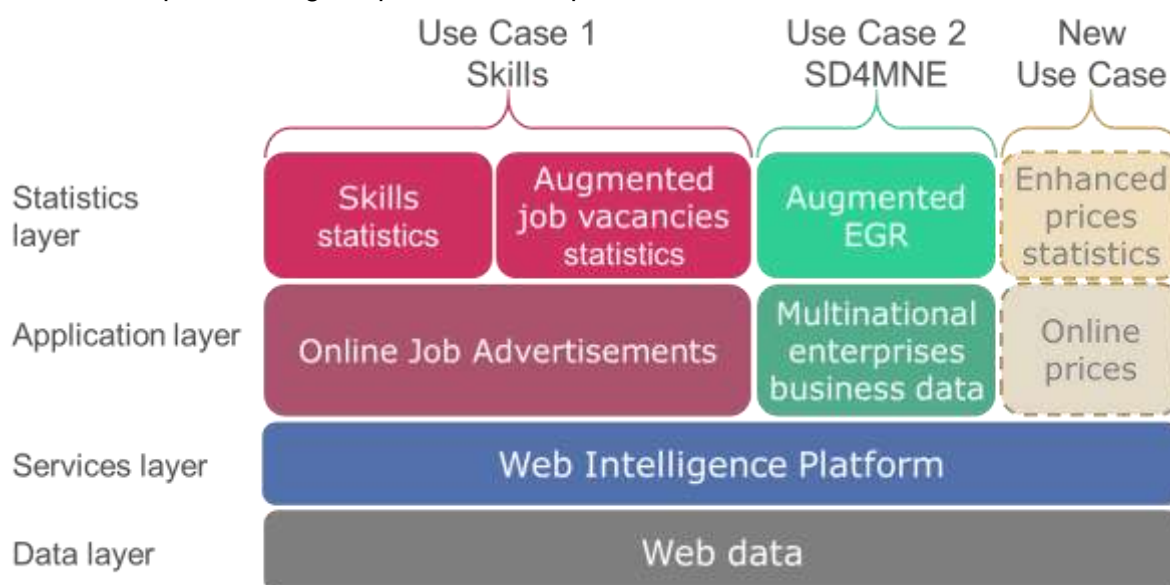 Use Case 1
Skills
Use Case 2
SD4MNE
New
Use Case
Statistics
layer
Skills
statistics
Augmented
job vacancies
statistics
Augmented
EGR
Enhanced
prices
statistics
Application layer
Online Job Advertisements
Multinational
enterprises
business data
Online
prices
Services layer
Web Intelligence Platform
Data layer
Web data